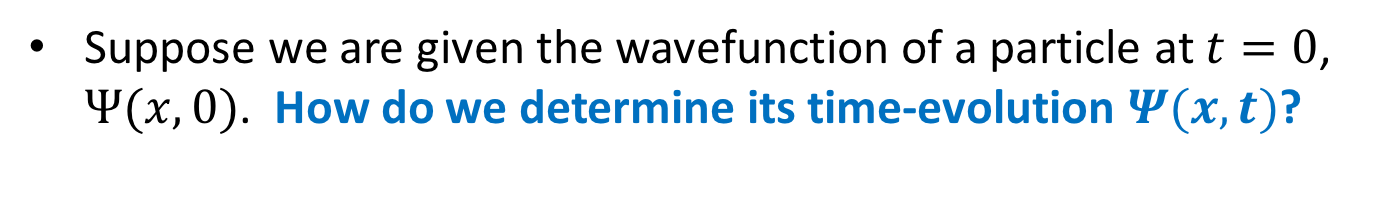 • Suppose we are given the wavefunction of a particle at t = 0,
Ψ(x, 0). How do we determine its time-evolution Ψ(x, t)?